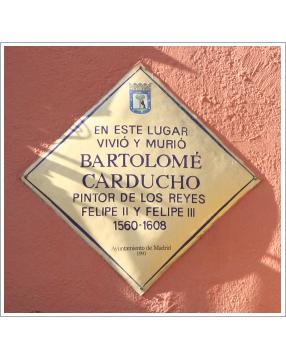 EN ESTE LUGAR
VIVIÓ Y MURIÓ
BARTOLOMÉ
CARDUCHO
PINTOR DE LOS REYES
FELIPE II Y FELIPE III
1560-1608
Ayuntamiento de Madrid
1991